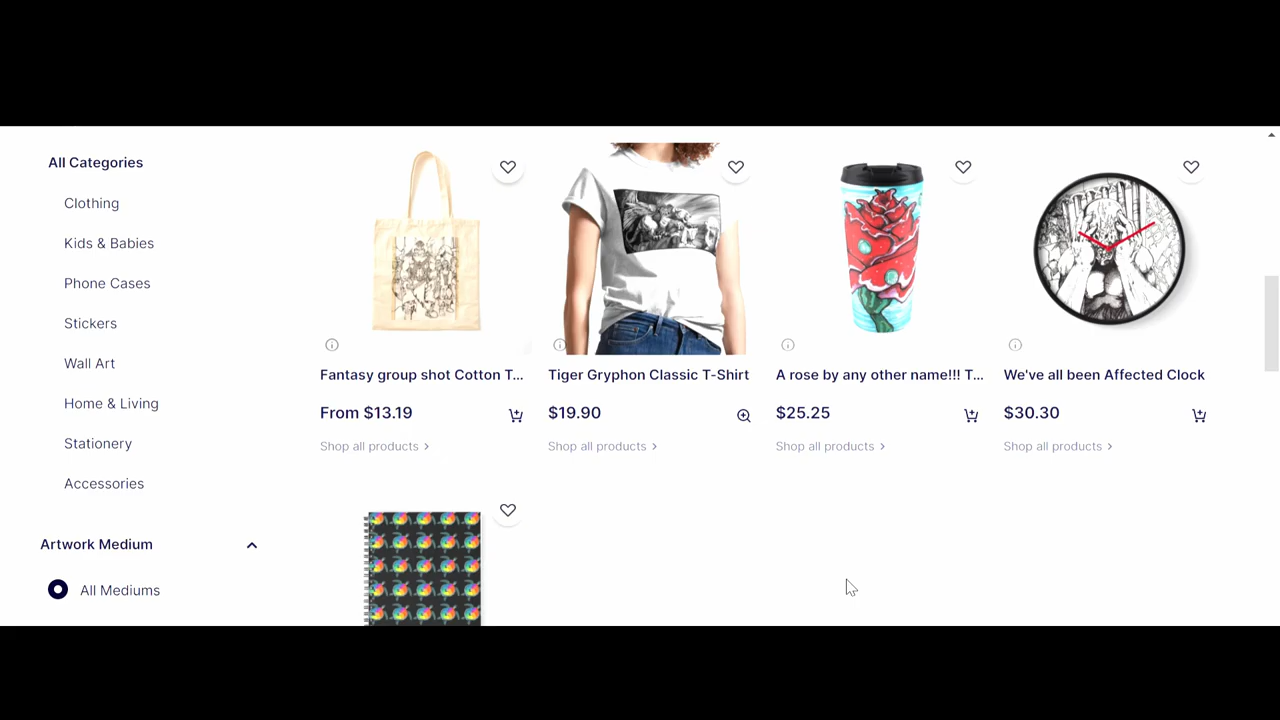 All Categories
Clothing
Kids & Babies
Phone Cases
Stickers
Wall Art
Home & Living
Stationery
Accessories
Artwork Medium
All Mediums
Fantasy group shot Cotton T...
From $13.19
Shop all products
Tiger Gryphon Classic T-Shirt
$19.90
Shop all products
A rose by any other name!!! T...
$25.25
Shop all products
We've all been Affected Clock
$30.30
Shop all products